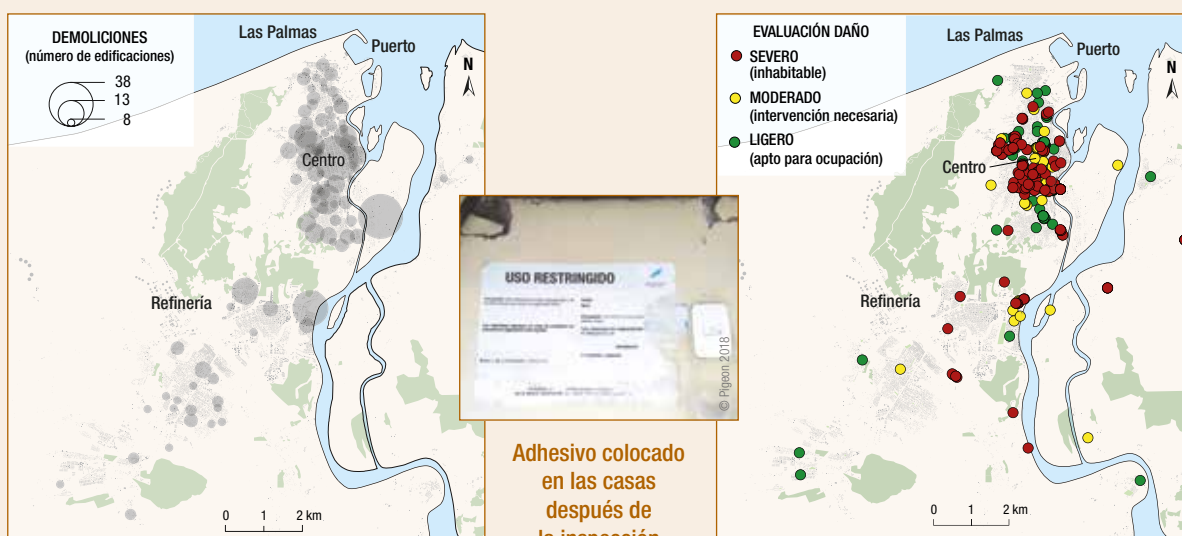 DEMOLICIONES
(número de edificaciones)
38
13
8
Las Palmas
Puerto
N
Centro
Refinería
0 1 2 km
USO RESTRINGIDO
© Pigeon 2018
Adhesivo colocado
en las casas
después de
la inspección
EVALUACIÓN DAÑO
SEVERO
(inhabitable)
MODERADO
(intervención necesaria)
LIGERO
(apto para ocupación)
Las Palmas
Puerto
N
Centro
Refinería
0 1 2 km